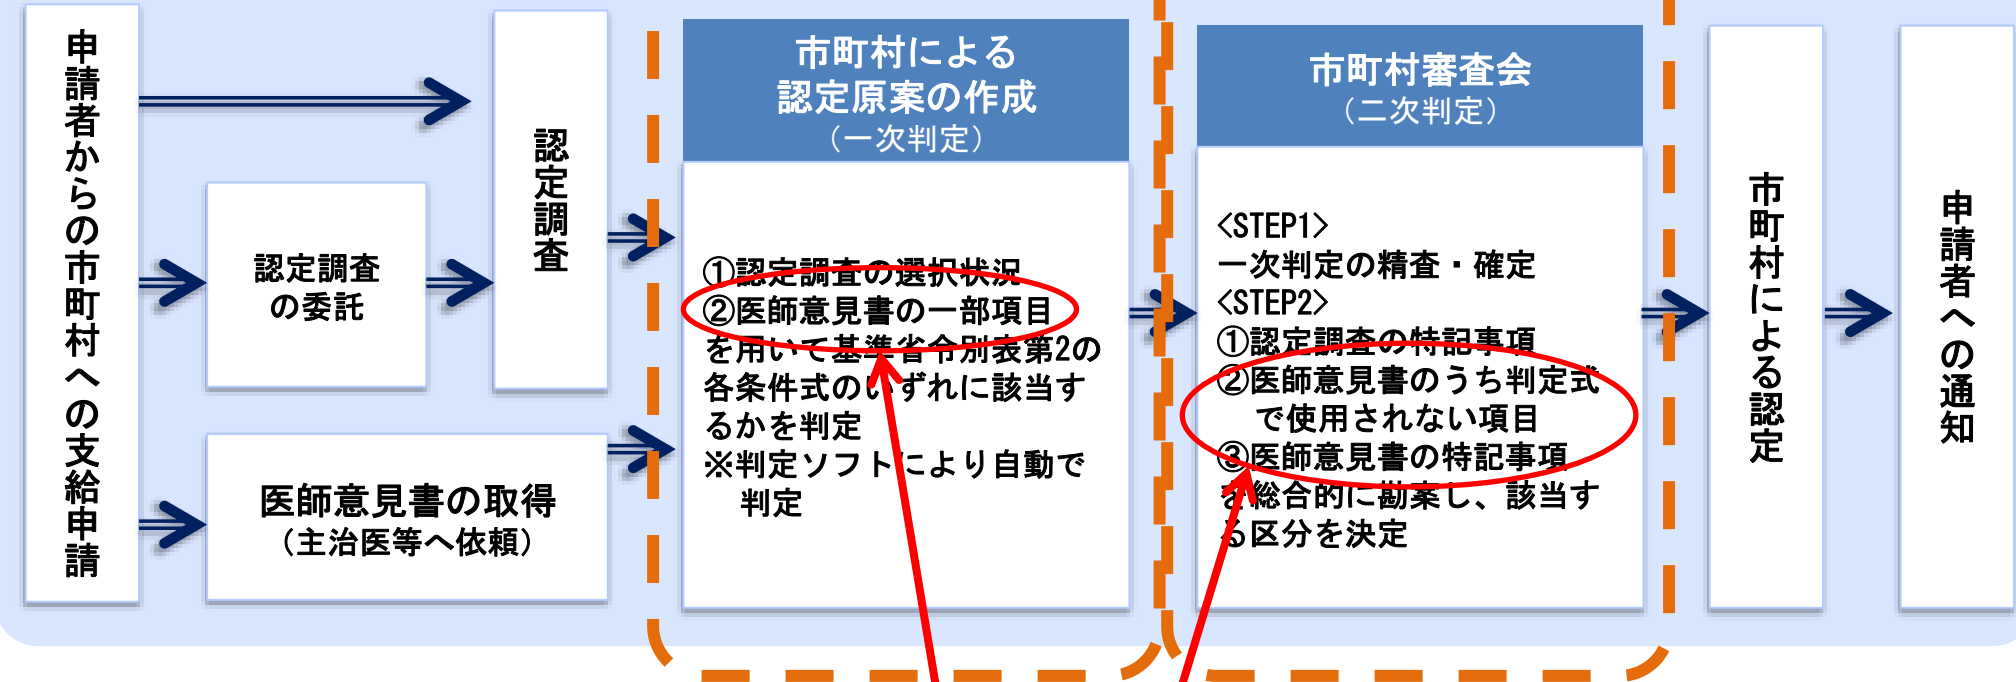 申請者からの市町村への支給申請
認定調査
の委託
医師意見書の取得
（主治医等へ依頼）
認定調査
市町村による
認定原案の作成
（一次判定）
①認定調査の選択状況
②医師意見書の一部項目
を用いて基準省令別表第2の
各条件式のいずれに該当す
るかを判定
※判定ソフトにより自動で
判定
市町村審査会
（二次判定）
<STEP1>
一次判定の精査・確定
<STEP2>
①認定調査の特記事項
②医師意見書のうち判定式
で使用されない項目
③医師意見書の特記事項
を総合的に勘案し、該当す
る区分を決定
市町村による認定
申請者への通知